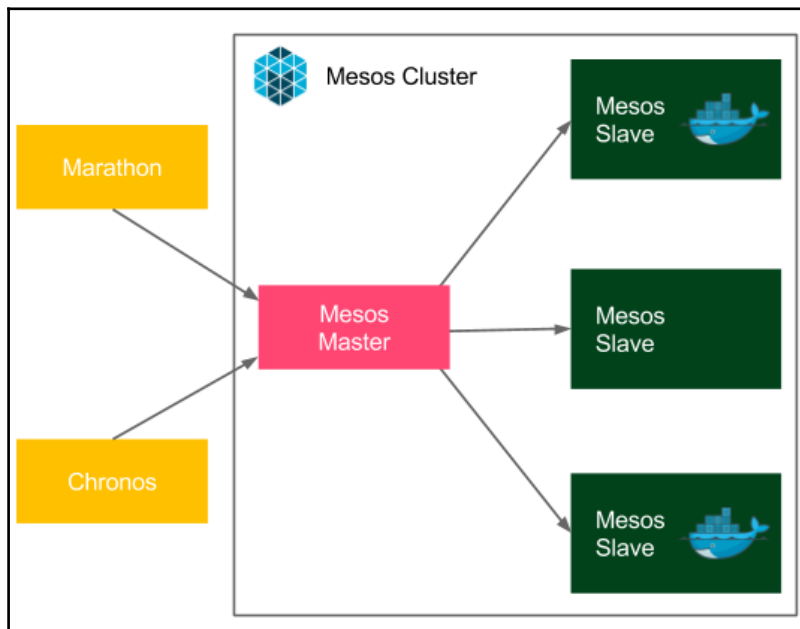 Mesos Cluster
Marathon
Chronos
Mesos
Master
Mesos
Slave
Mesos
Slave
Mesos
Slave